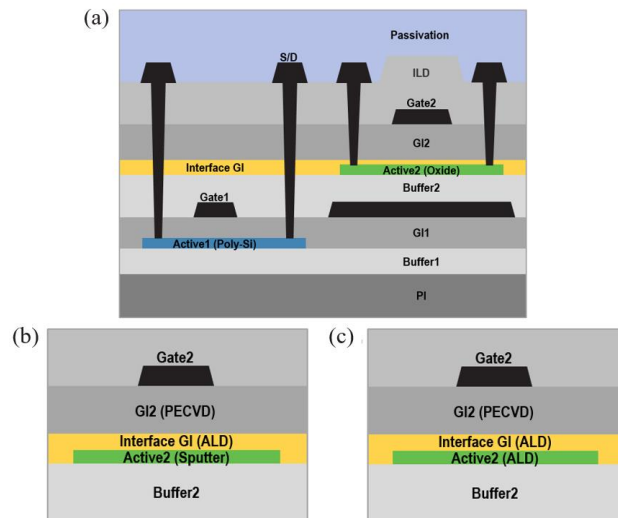 (a)
Passivation
S/D
ILD
Gate2
GI2
Interface GI
Active2 (Oxide)
Buffer2
Gate1
GI1
Active1 (Poly-Si)
Buffer1
PI
(b)
Gate2
GI2 (PECVD)
Interface GI (ALD)
Active2 (Sputter)
Buffer2
(c)
Gate2
GI2 (PECVD)
Interface GI (ALD)
Active2 (ALD)
Buffer2